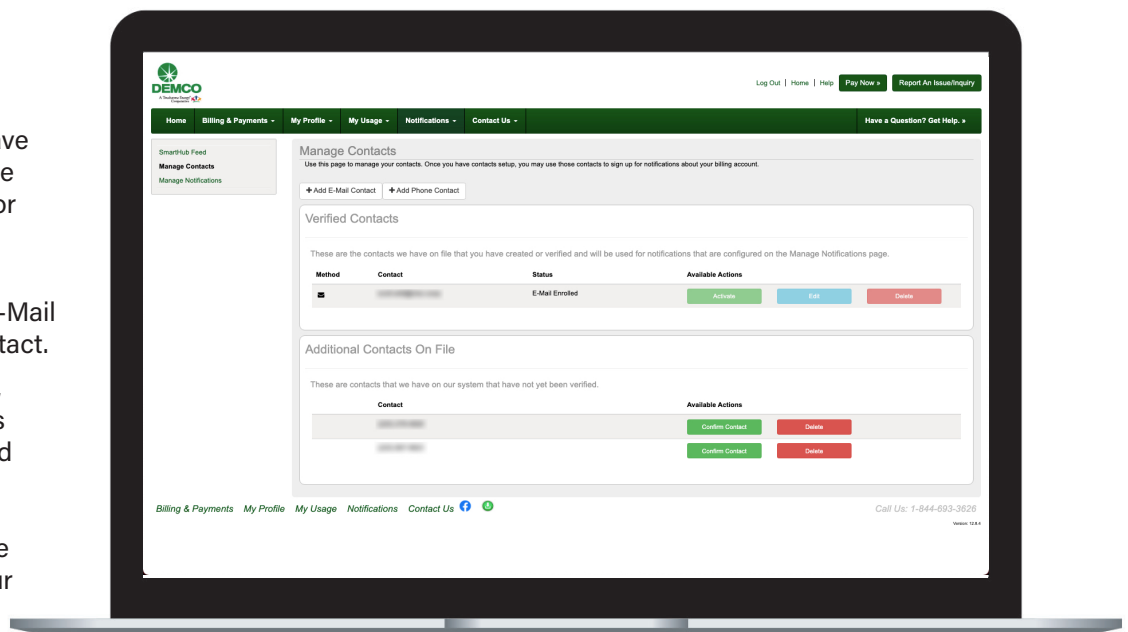 ve
e
or
-Mail
tact.
s
d
e
ur
DEMCO
Log Out | Home | Help
Pay Now »
Report An Issue/Inquiry
Home
Billing & Payments
My Profile
My Usage
Notifications
Contact Us
Have a Question? Get Help. »
SmartHub Feed
Manage Contacts
Manage Notifications
Manage Contacts
Use this page to manage your contacts. Once you have contacts setup, you may use those contacts to sign up for notifications about your billing account.
+ Add E-Mail Contact
+ Add Phone Contact
Verified Contacts
These are the contacts we have on file that you have created or verified and will be used for notifications that are configured on the Manage Notifications page.
Method Contact Status Available Actions
E-Mail Enrolled Activate Edit Delete
Additional Contacts On File
These are contacts that we have on our system that have not yet been verified.
Contact Available Actions
Confirm Contact Delete
Confirm Contact Delete
Billing & Payments My Profile My Usage Notifications Contact Us
Call Us: 1-844-693-3626
Version: 12.8.4